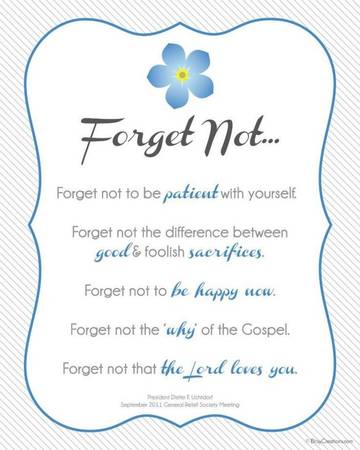 Forget Not...
Forget not to be patient with yourself.
Forget not the difference between
good & foolish sacrifices.
Forget not to be happy now.
Forget not the 'why' of the Gospel.
Forget not that the Lord loves you.
President Dieter F. Uchtdorf
September 2011 General Relief Society Meeting